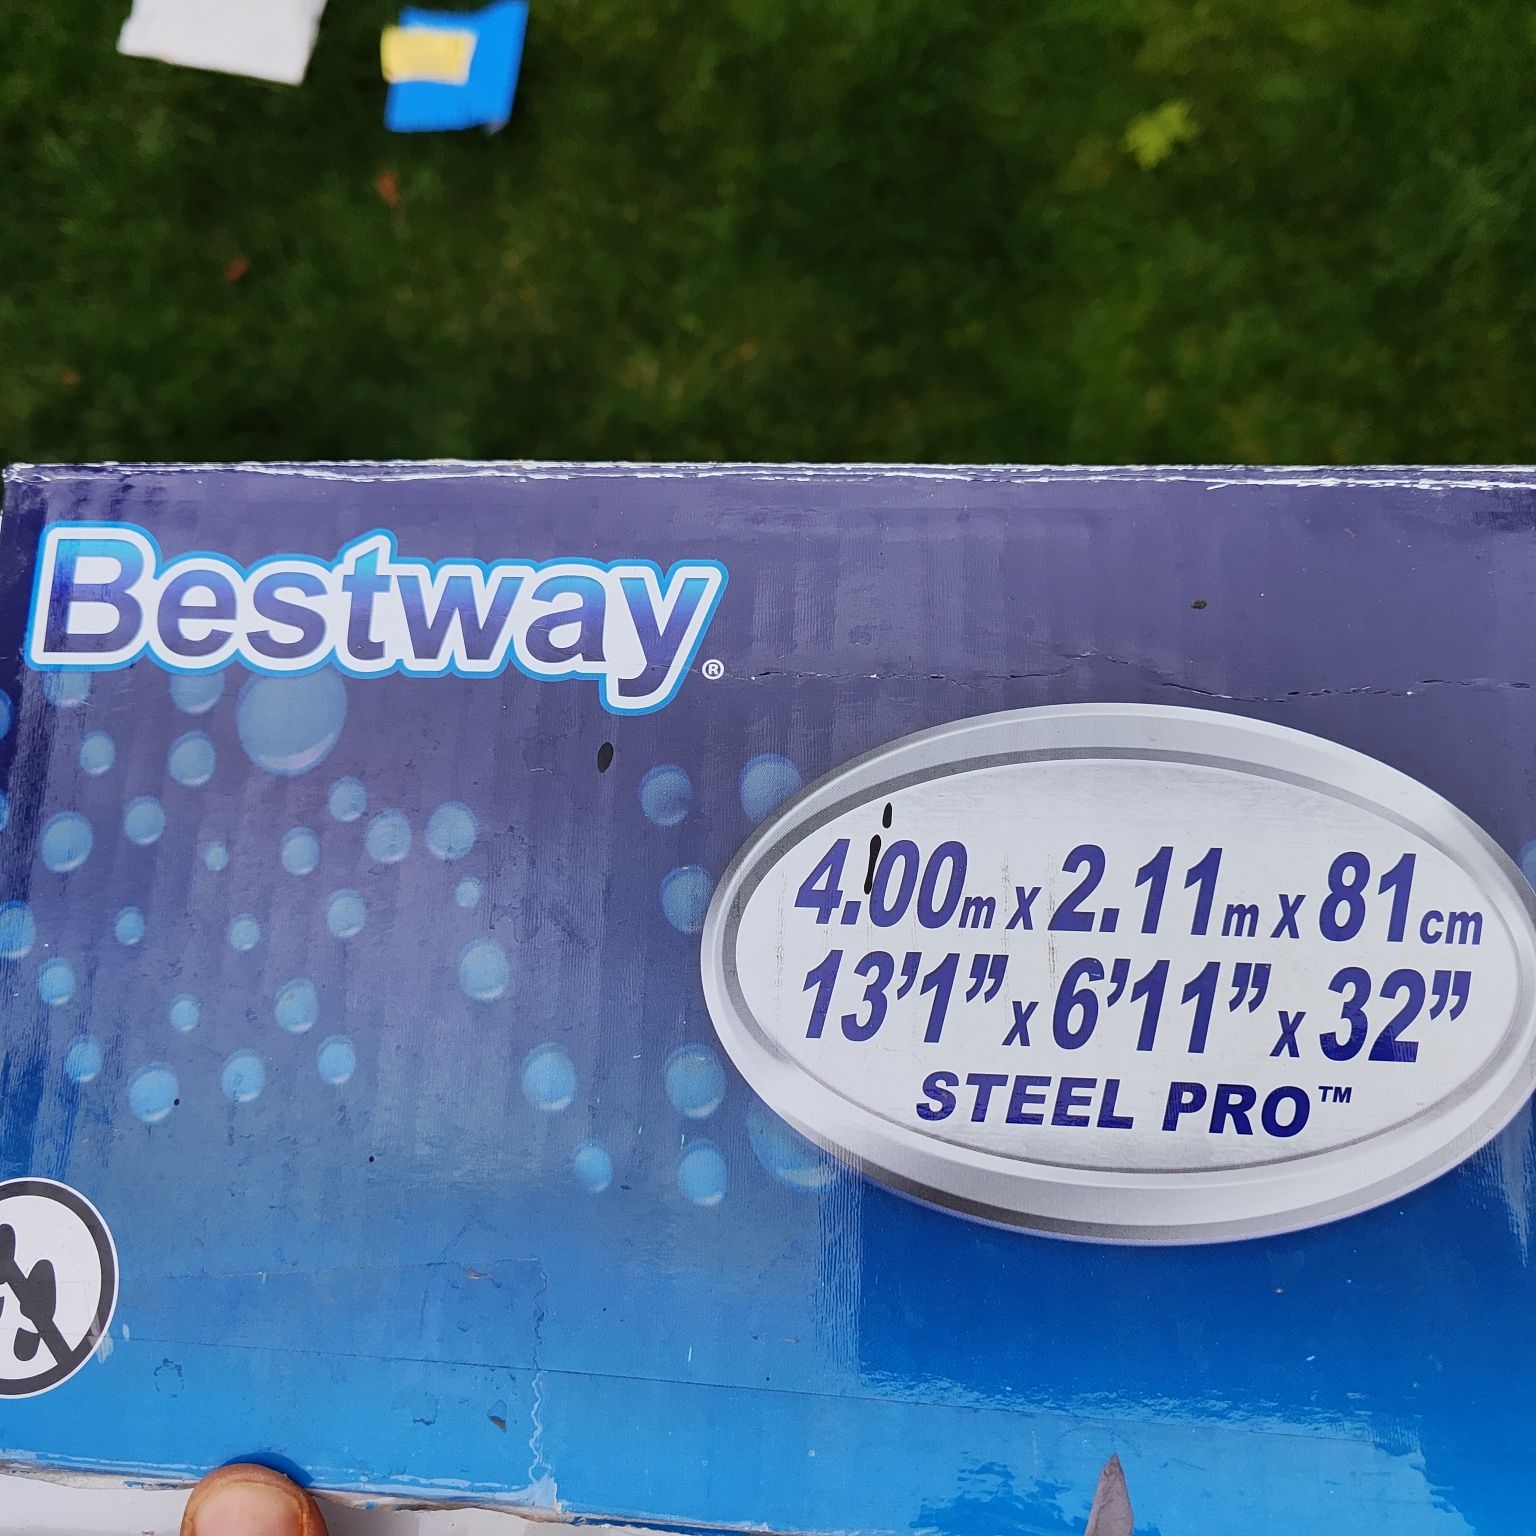 Bestway®
4.00m x 2.11m x 81cm
13’1” x 6’11” x 32”
STEEL PRO™